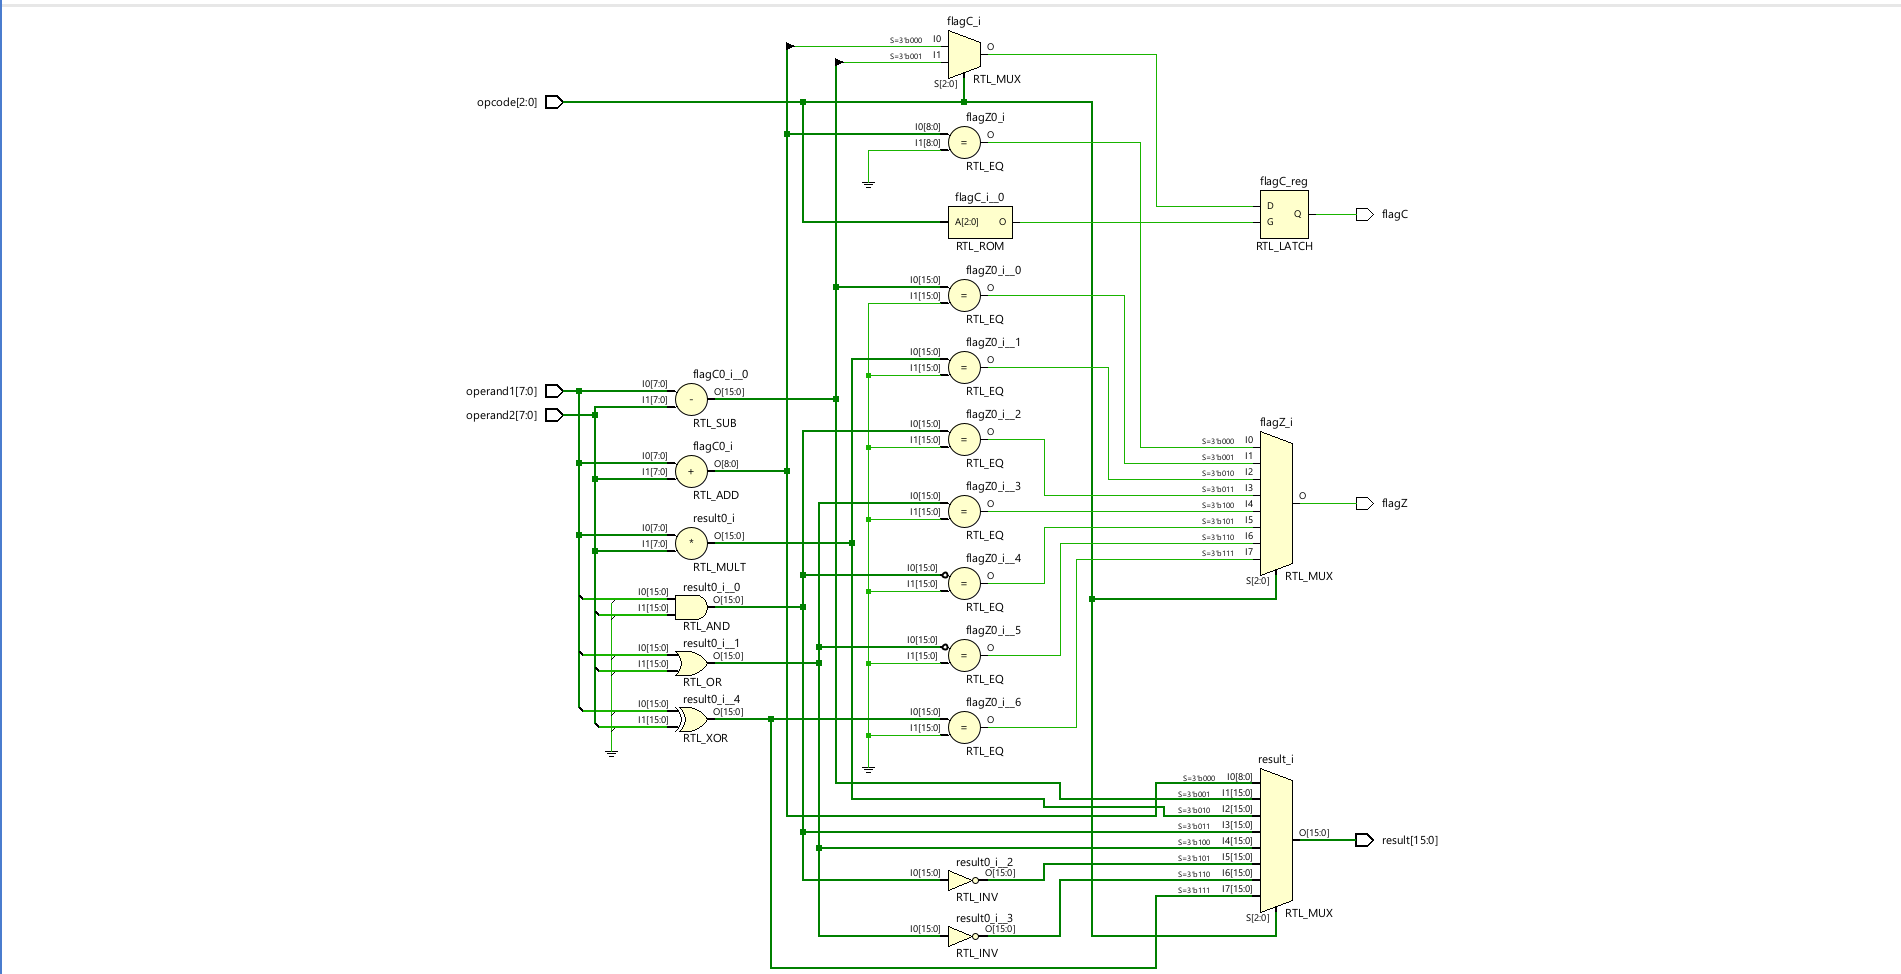 flagC_i
S=3'b000 I0
O
S=3'b001 I1
S[2:0]
RTL_MUX
opcode[2:0]
flagZ0_i
I0[8:0]
O
I1[8:0]
=
RTL_EQ
flagC_i__0
A[2:0] O
RTL_ROM
flagC_reg
D
Q
G
RTL_LATCH
flagC
flagZ0_i__0
I0[15:0]
O
I1[15:0]
=
RTL_EQ
flagZ0_i__1
I0[15:0]
O
I1[15:0]
=
RTL_EQ
operand1[7:0]
operand2[7:0]
flagC0_i__0
I0[7:0]
O[15:0]
I1[7:0]
-
RTL_SUB
flagZ0_i__2
I0[15:0]
O
I1[15:0]
=
RTL_EQ
flagC0_i
I0[7:0]
O[8:0]
I1[7:0]
+
RTL_ADD
flagZ0_i__3
I0[15:0]
O
I1[15:0]
=
RTL_EQ
result0_i
I0[7:0]
O[15:0]
I1[7:0]
*
RTL_MULT
flagZ0_i__4
I0[15:0]
O
I1[15:0]
=
RTL_EQ
result0_i__0
I0[15:0]
O[15:0]
I1[15:0]
RTL_AND
flagZ0_i__5
I0[15:0]
O
I1[15:0]
=
RTL_EQ
result0_i__1
I0[15:0]
O[15:0]
I1[15:0]
RTL_OR
flagZ0_i__6
I0[15:0]
O
I1[15:0]
=
RTL_EQ
result0_i__4
I0[15:0]
O[15:0]
I1[15:0]
RTL_XOR
flagZ_i
S=3'b000 I0
S=3'b001 I1
S=3'b010 I2
S=3'b011 I3
S=3'b100 I4
S=3'b101 I5
S=3'b110 I6
S=3'b111 I7
O
S[2:0]
RTL_MUX
flagZ
result_i
S=3'b000 I0[8:0]
S=3'b001 I1[15:0]
S=3'b010 I2[15:0]
S=3'b011 I3[15:0]
S=3'b100 I4[15:0]
S=3'b101 I5[15:0]
S=3'b110 I6[15:0]
S=3'b111 I7[15:0]
O[15:0]
S[2:0]
RTL_MUX
result[15:0]
result0_i__2
I0[15:0]
O[15:0]
RTL_INV
result0_i__3
I0[15:0]
O[15:0]
RTL_INV